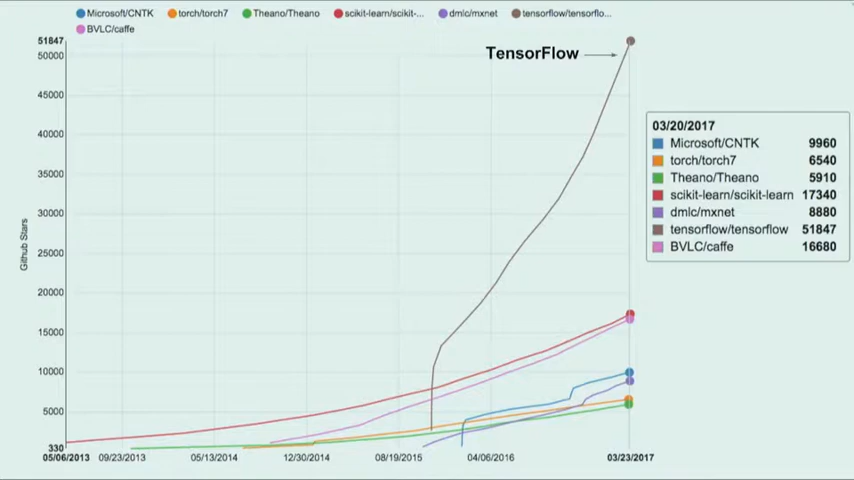 Microsoft/CNTK torch/torch7 Theano/Theano scikit-learn/scikit-... dmlc/mxnet tensorflow/tensorflo...
BVLC/caffe
51847
50000
45000
40000
35000
30000
25000
20000
15000
10000
5000
330
Github Stars
TensorFlow
05/06/2013 09/23/2013 05/13/2014 12/30/2014 08/19/2015 04/06/2016 03/23/2017
03/20/2017
Microsoft/CNTK 9960
torch/torch7 6540
Theano/Theano 5910
scikit-learn/scikit-learn 17340
dmlc/mxnet 8880
tensorflow/tensorflow 51847
BVLC/caffe 16680